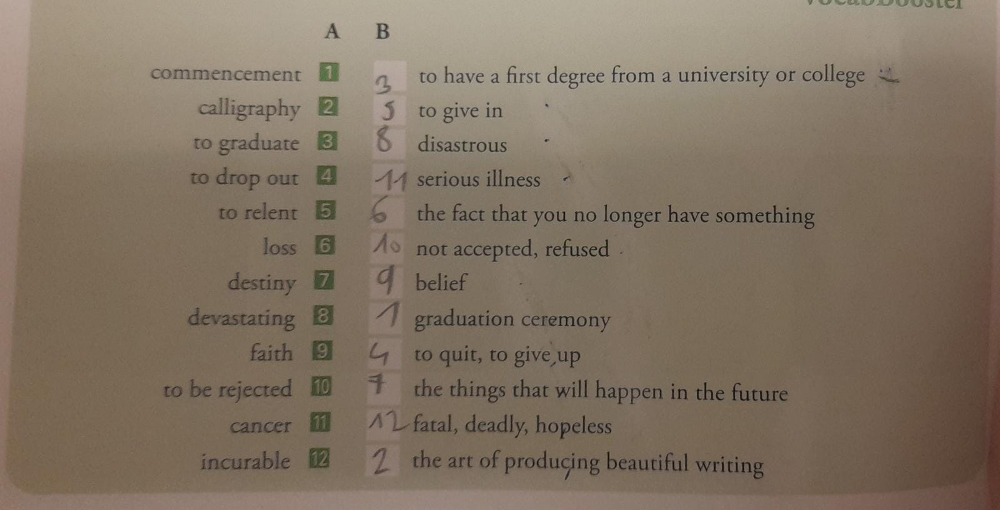 VocabBooster
A B
commencement 1 3 to have a first degree from a university or college
calligraphy 2 5 to give in
to graduate 3 8 disastrous
to drop out 4 11 serious illness
to relent 5 6 the fact that you no longer have something
loss 6 10 not accepted, refused
destiny 7 9 belief
devastating 8 1 graduation ceremony
faith 9 4 to quit, to give up
to be rejected 10 7 the things that will happen in the future
cancer 11 12 fatal, deadly, hopeless
incurable 12 2 the art of producing beautiful writing